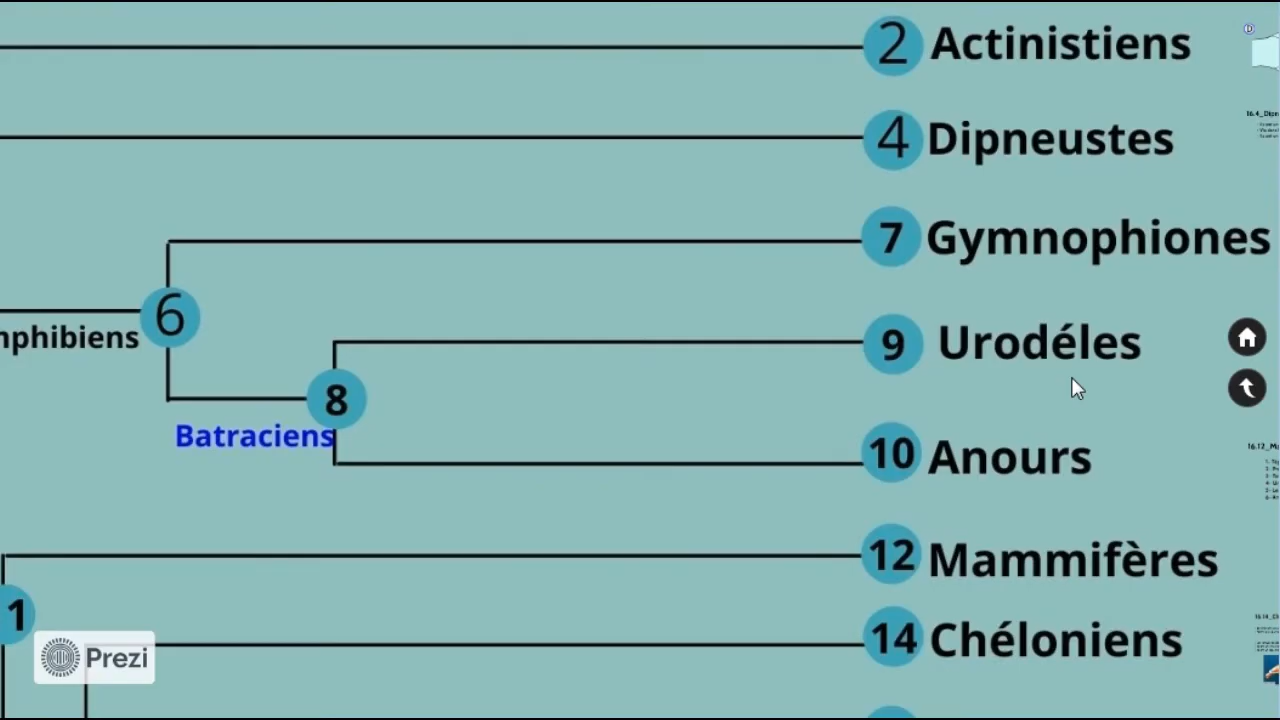 2 Actinistiens
4 Dipneustes
7 Gymnophiones
6
mphibiens
9 Urodéles
8
Batraciens
10 Anours
12 Mammifères
1
14 Chéloniens
Prezi